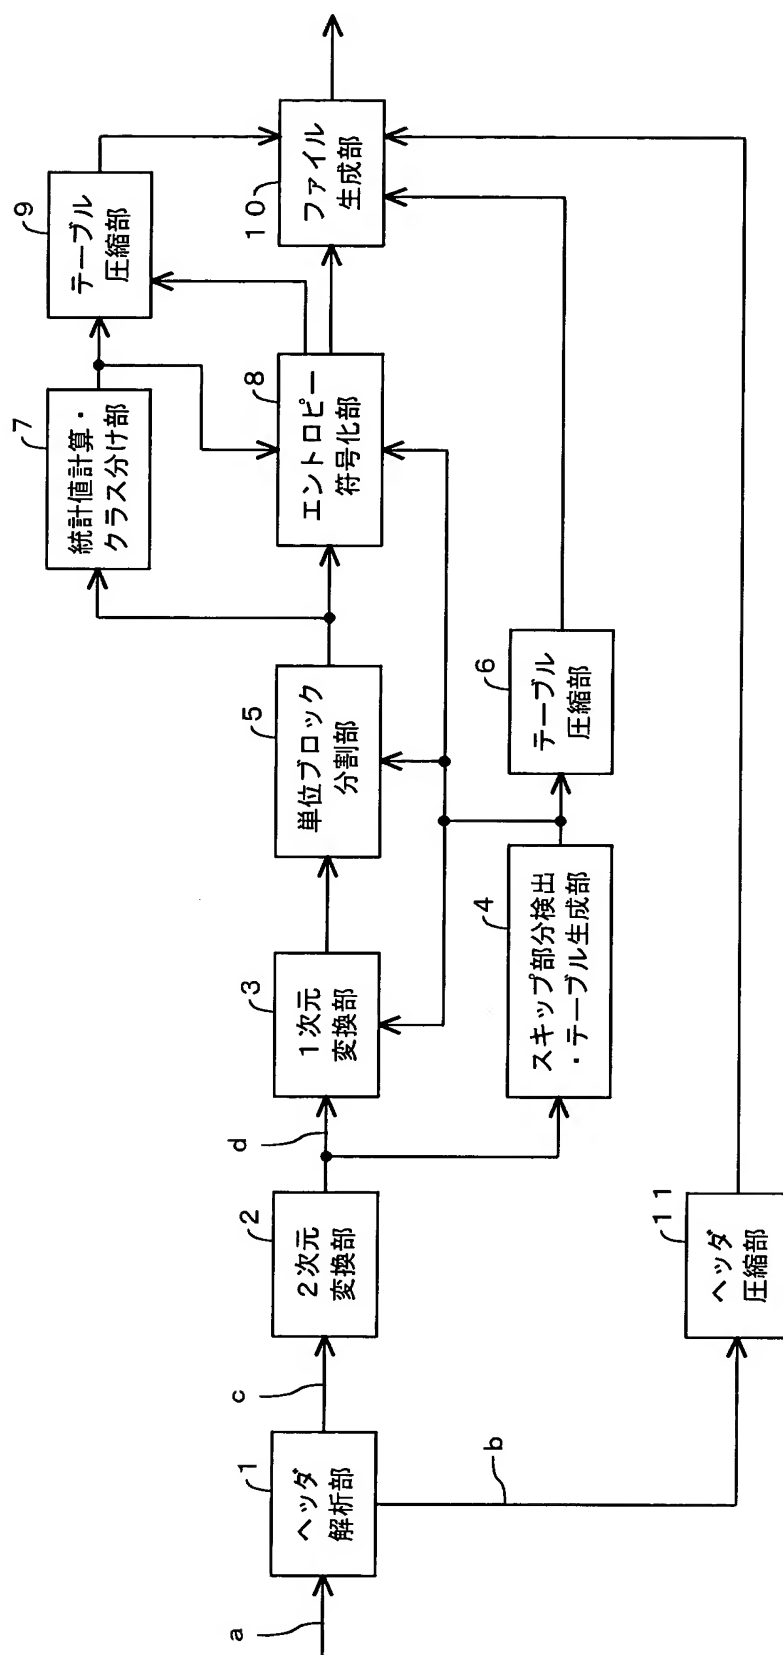 a
1
ヘッダ
解析部
b
c
2
2次元
変換部
d
3
1次元
変換部
4
スキップ部分検出
・テーブル生成部
5
単位ブロック
分割部
6
テーブル
圧縮部
7
統計値計算・
クラス分け部
8
エントロピー
符号化部
9
テーブル
圧縮部
10
ファイル
生成部
11
ヘッダ
圧縮部